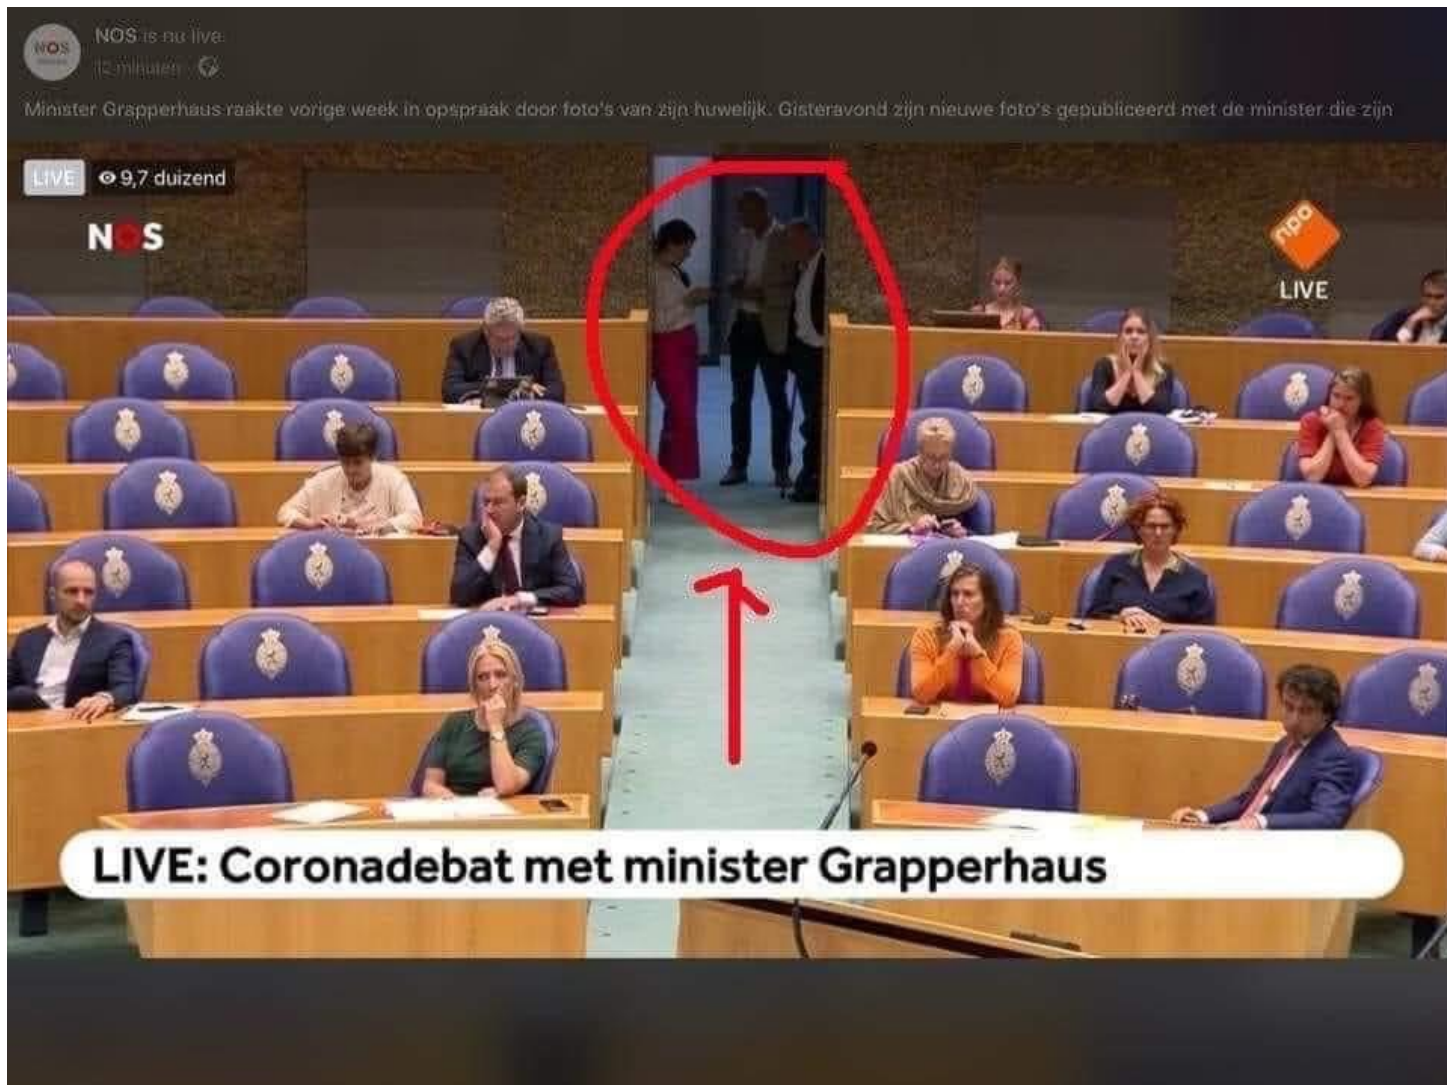 NOS is nu live.
12 minuten
Minister Grapperhaus raakte vorige week in opspraak door foto's van zijn huwelijk. Gisteravond zijn nieuwe foto's gepubliceerd met de minister die zijn
LIVE 9,7 duizend
NOS
npo
LIVE
LIVE: Coronadebat met minister Grapperhaus